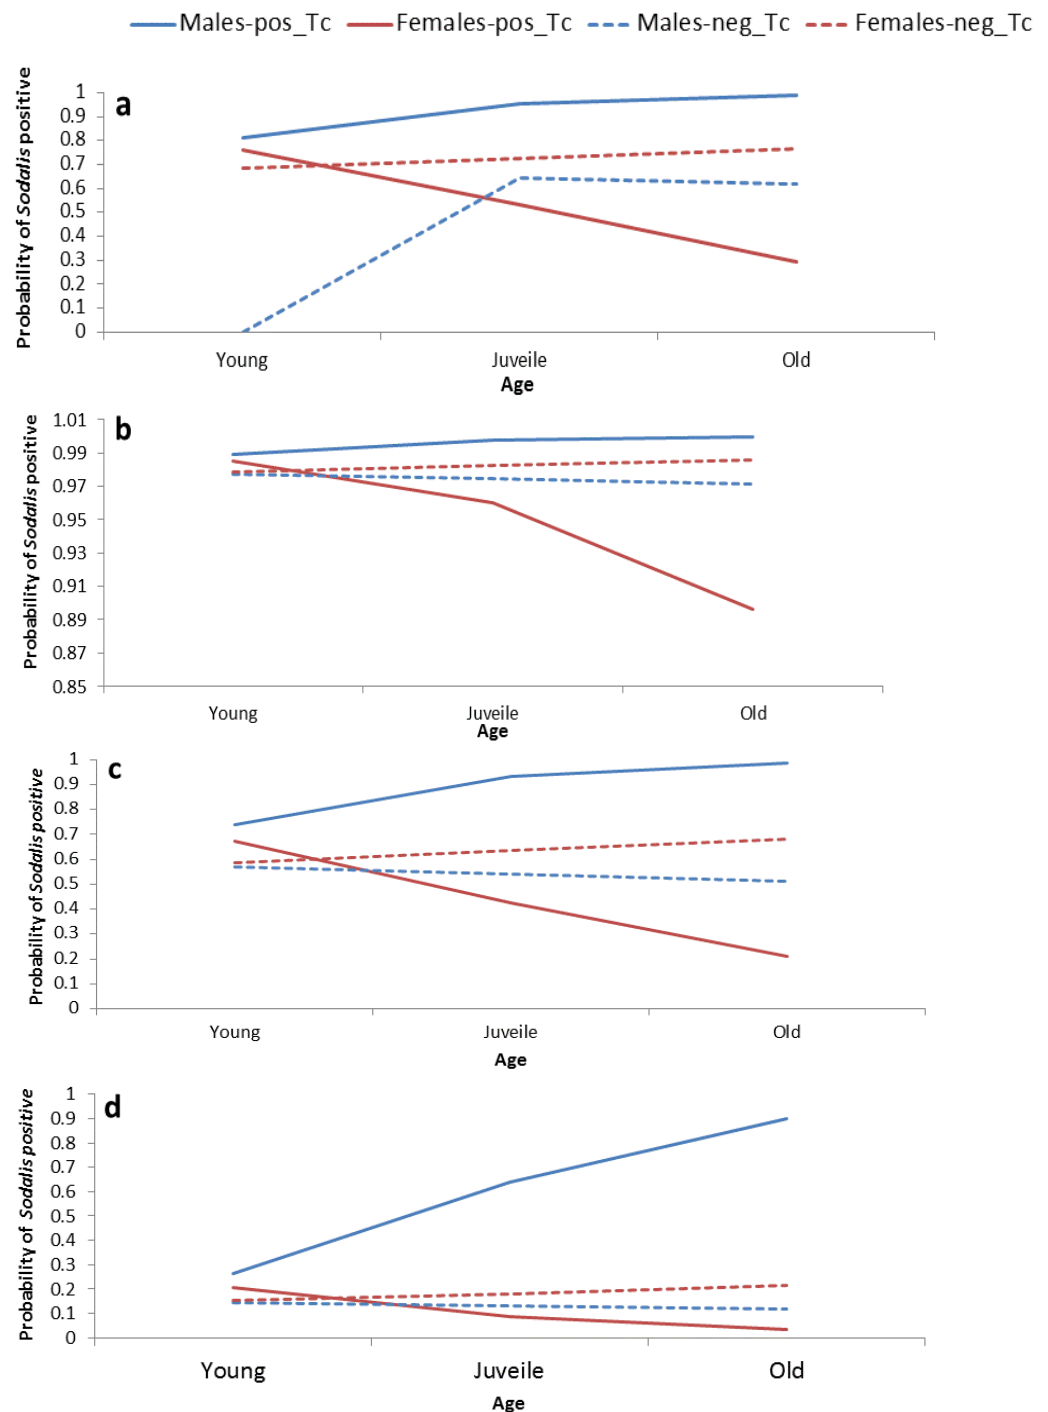 Males-pos_Tc Females-pos_Tc Males-neg_Tc Females-neg_Tc
a
Probability of Sodalis positive
1
0.9
0.8
0.7
0.6
0.5
0.4
0.3
0.2
0.1
0
Young Juveile Old
Age
b
Probability of Sodalis positive
1.01
0.99
0.97
0.95
0.93
0.91
0.89
0.87
0.85
Young Juveile Old
Age
c
Probability of Sodalis positive
1
0.9
0.8
0.7
0.6
0.5
0.4
0.3
0.2
0.1
0
Young Juveile Old
Age
d
Probability of Sodalis positive
1
0.9
0.8
0.7
0.6
0.5
0.4
0.3
0.2
0.1
0
Young Juveile Old
Age